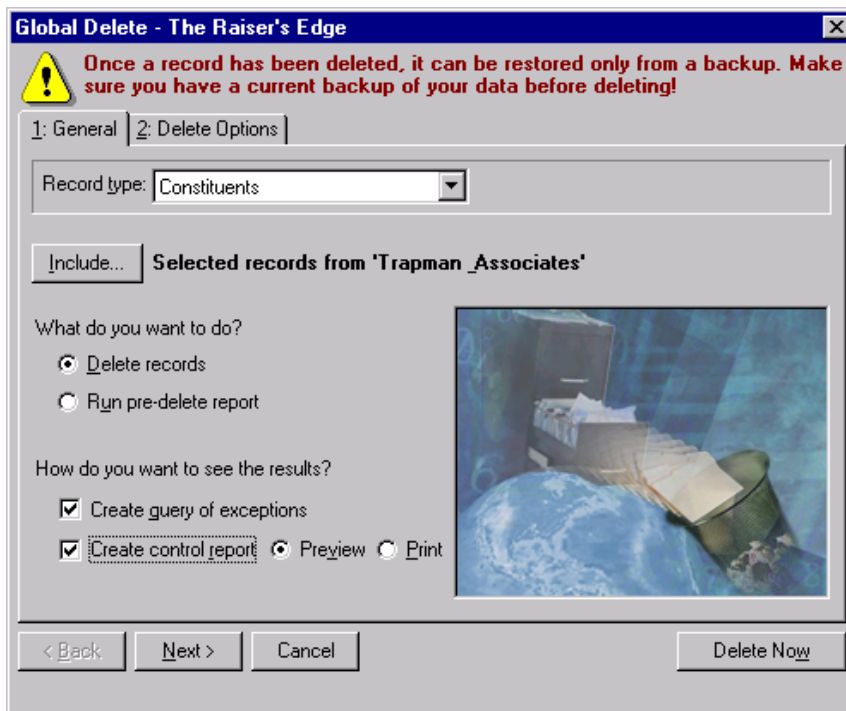 Global Delete - The Raiser's Edge
Once a record has been deleted, it can be restored only from a backup. Make
sure you have a current backup of your data before deleting!
1: General
2: Delete Options
Record type: Constituents
Include... Selected records from 'Trapman _Associates'
What do you want to do?
Delete records
Run pre-delete report
How do you want to see the results?
Create query of exceptions
Create control report Preview Print
< Back Next > Cancel Delete Now